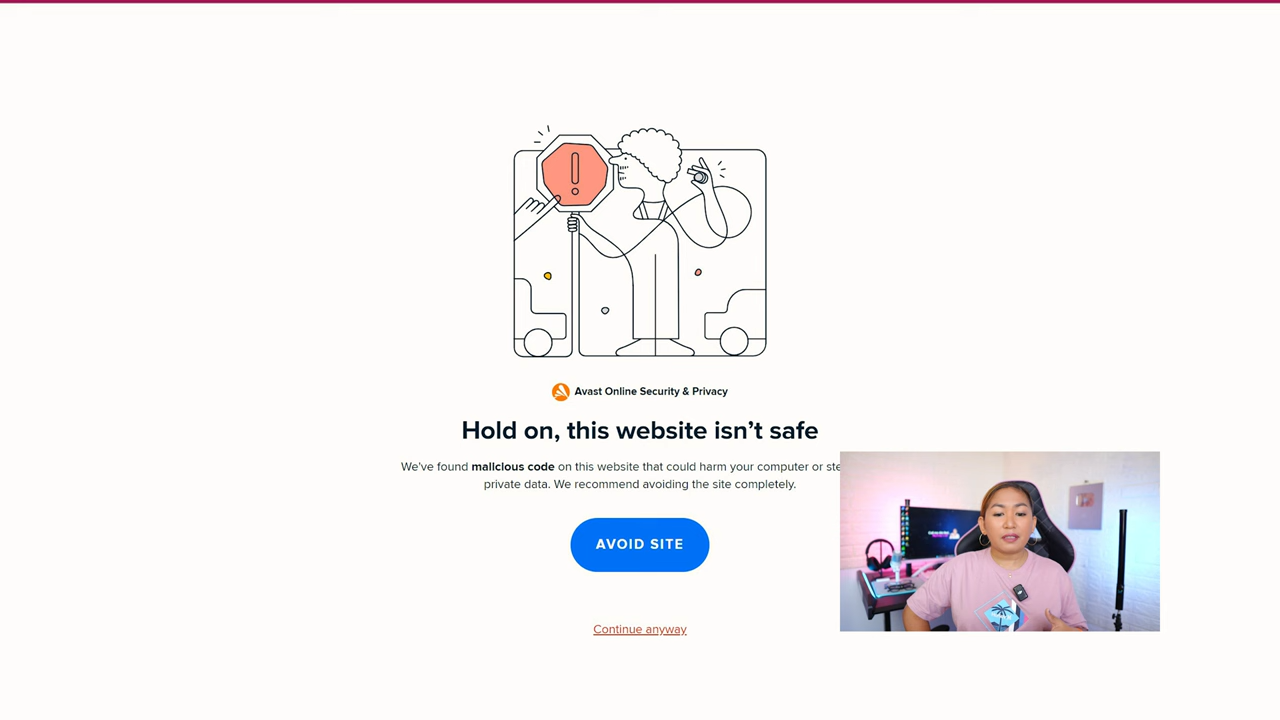 Avast Online Security & Privacy
Hold on, this website isn't safe
We've found malicious code on this website that could harm your computer or
private data. We recommend avoiding the site completely.
AVOID SITE
Continue anyway